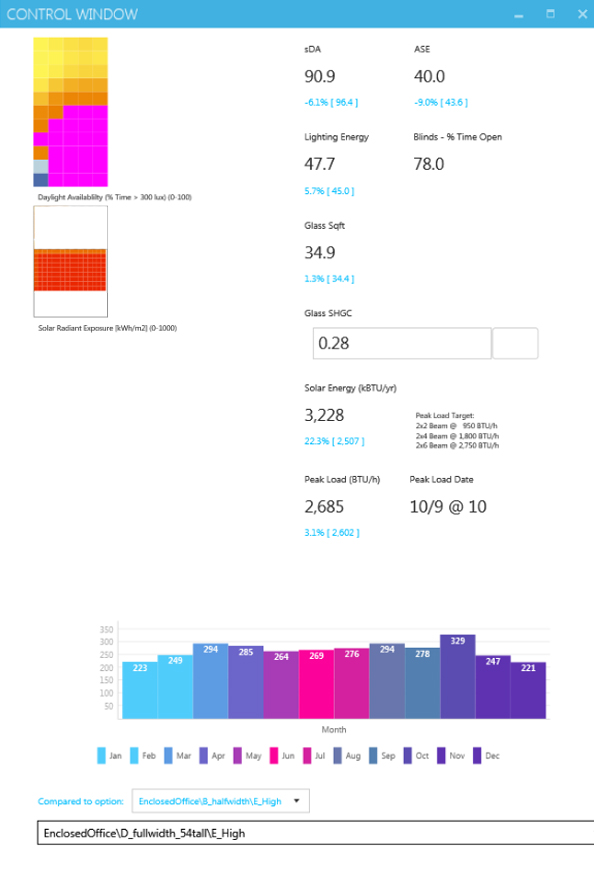 CONTROL WINDOW
sDA ASE
90.9 40.0
-6.1% [ 96.4 ] -9.0% [ 43.6 ]
Lighting Energy Blinds - % Time Open
47.7 78.0
5.7% [ 45.0 ]
Daylight Availability (% Time > 300 lux) (0-100)
Glass Sqft
34.9
1.3% [ 34.4 ]
Glass SHGC
Solar Radiant Exposure [kWh/m2] (0-1000)
0.28
Solar Energy (kBTU/yr)
3,228
22.3% [ 2,507 ]
Peak Load Target:
2x2 Beam @ 950 BTU/h
2x4 Beam @ 1,800 BTU/h
2x6 Beam @ 2,750 BTU/h
Peak Load (BTU/h) Peak Load Date
2,685 10/9 @ 10
3.1% [ 2,602 ]
350
300
250
200
150
100
50
223 249 294 285 264 269 276 294 278 329 247 221
Month
Jan Feb Mar Apr May Jun Jul Aug Sep Oct Nov Dec
Compared to option: EnclosedOffice\B_halfwidth\E_High
EnclosedOffice\D_fullwidth_54tall\E_High